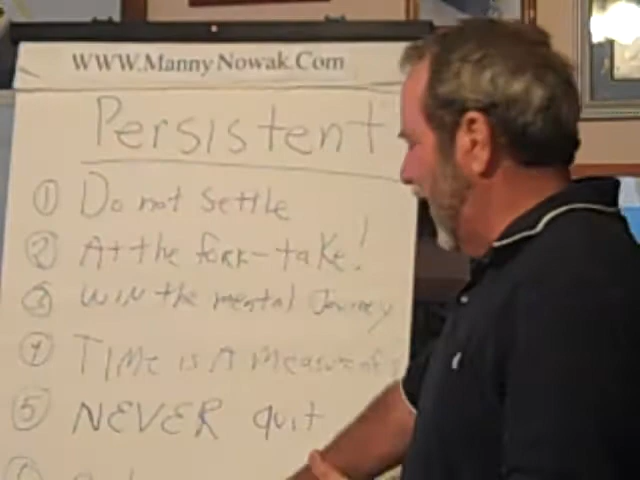 WWW.MannyNowak.Com
Persistent
① Do not settle
② At the fork- take!
③ WIN the mental Journey
④ TIME is A Measure of
⑤ NEVER quit